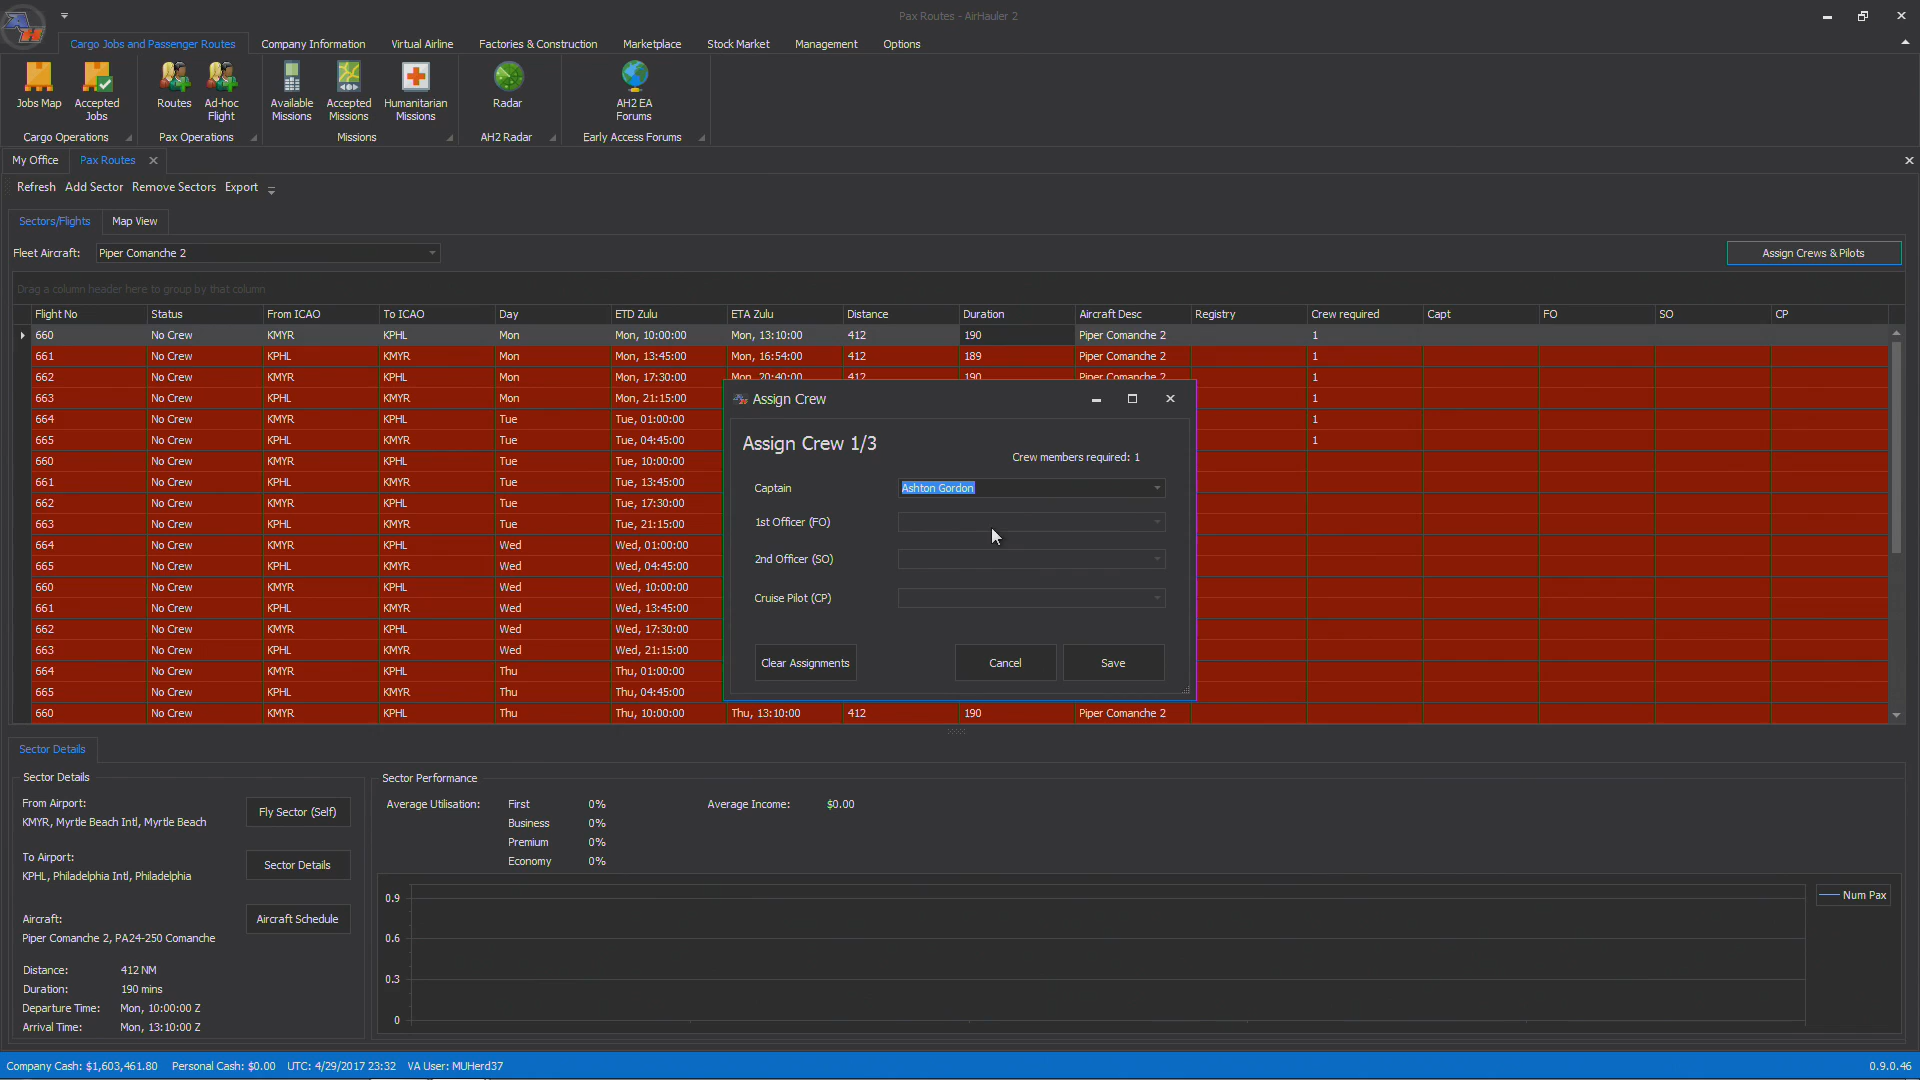 Pax Routes - AirHauler 2
Cargo Jobs and Passenger Routes Company Information Virtual Airline Factories & Construction Marketplace Stock Market Management Options
Jobs Map Accepted Jobs Routes Ad-hoc Flight Available Missions Accepted Missions Humanitarian Missions Radar AH2 EA Forums
Cargo Operations Pax Operations Missions AH2 Radar Early Access Forums
My Office Pax Routes
Refresh Add Sector Remove Sectors Export
Sectors/Flights Map View
Fleet Aircraft: Piper Comanche 2 Assign Crews & Pilots
Drag a column header here to group by that column
Flight No Status From ICAO To ICAO Day ETD Zulu ETA Zulu Distance Duration Aircraft Desc Registry Crew required Capt FO SO CP
660 No Crew KMYR KPHL Mon Mon, 10:00:00 Mon, 13:10:00 412 190 Piper Comanche 2 1
661 No Crew KPHL KMYR Mon Mon, 13:45:00 Mon, 16:54:00 412 189 Piper Comanche 2 1
662 No Crew KMYR KPHL Mon Mon, 17:30:00 Mon, 20:40:00 412 190 Piper Comanche 2 1
663 No Crew KPHL KMYR Mon Mon, 21:15:00 1
664 No Crew KMYR KPHL Tue Tue, 01:00:00 1
665 No Crew KPHL KMYR Tue Tue, 04:45:00 1
660 No Crew KMYR KPHL Tue Tue, 10:00:00
661 No Crew KPHL KMYR Tue Tue, 13:45:00
662 No Crew KMYR KPHL Tue Tue, 17:30:00
663 No Crew KPHL KMYR Tue Tue, 21:15:00
664 No Crew KMYR KPHL Wed Wed, 01:00:00
665 No Crew KPHL KMYR Wed Wed, 04:45:00
660 No Crew KMYR KPHL Wed Wed, 10:00:00
661 No Crew KPHL KMYR Wed Wed, 13:45:00
662 No Crew KMYR KPHL Wed Wed, 17:30:00
663 No Crew KPHL KMYR Wed Wed, 21:15:00
664 No Crew KMYR KPHL Thu Thu, 01:00:00
665 No Crew KPHL KMYR Thu Thu, 04:45:00
660 No Crew KMYR KPHL Thu Thu, 10:00:00 Thu, 13:10:00 412 190 Piper Comanche 2
Assign Crew
Assign Crew 1/3
Crew members required: 1
Captain Ashton Gordon
1st Officer (FO)
2nd Officer (SO)
Cruise Pilot (CP)
Clear Assignments Cancel Save
Sector Details
Sector Details
From Airport:
KMYR, Myrtle Beach Intl, Myrtle Beach
Fly Sector (Self)
To Airport:
KPHL, Philadelphia Intl, Philadelphia
Sector Details
Aircraft:
Piper Comanche 2, PA24-250 Comanche
Aircraft Schedule
Distance: 412 NM
Duration: 190 mins
Departure Time: Mon, 10:00:00 Z
Arrival Time: Mon, 13:10:00 Z
Sector Performance
Average Utilisation: First 0% Average Income: $0.00
Business 0%
Premium 0%
Economy 0%
0.9
0.6
0.3
0
Num Pax
Company Cash: $1,603,461.80 Personal Cash: $0.00 UTC: 4/29/2017 23:32 VA User: MUHerd37 0.9.0.46